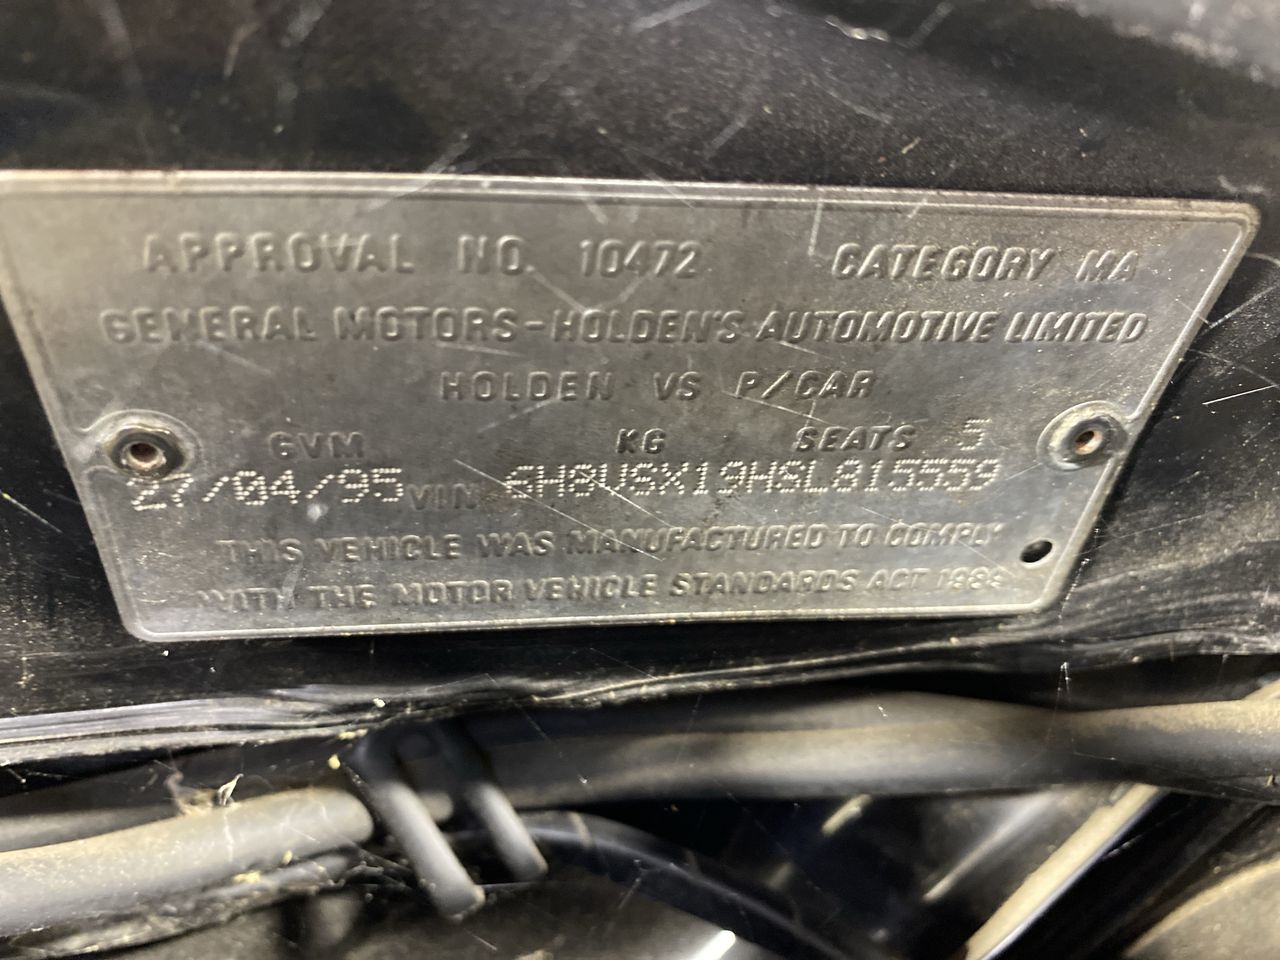 APPROVAL NO. 10472 CATEGORY MA
GENERAL MOTORS-HOLDEN'S AUTOMOTIVE LIMITED
HOLDEN VS P/CAR
GVM KG SEATS 5
27/04/95 VIN 6H8VSX19HSL815559
THIS VEHICLE WAS MANUFACTURED TO COMPLY
WITH THE MOTOR VEHICLE STANDARDS ACT 1989